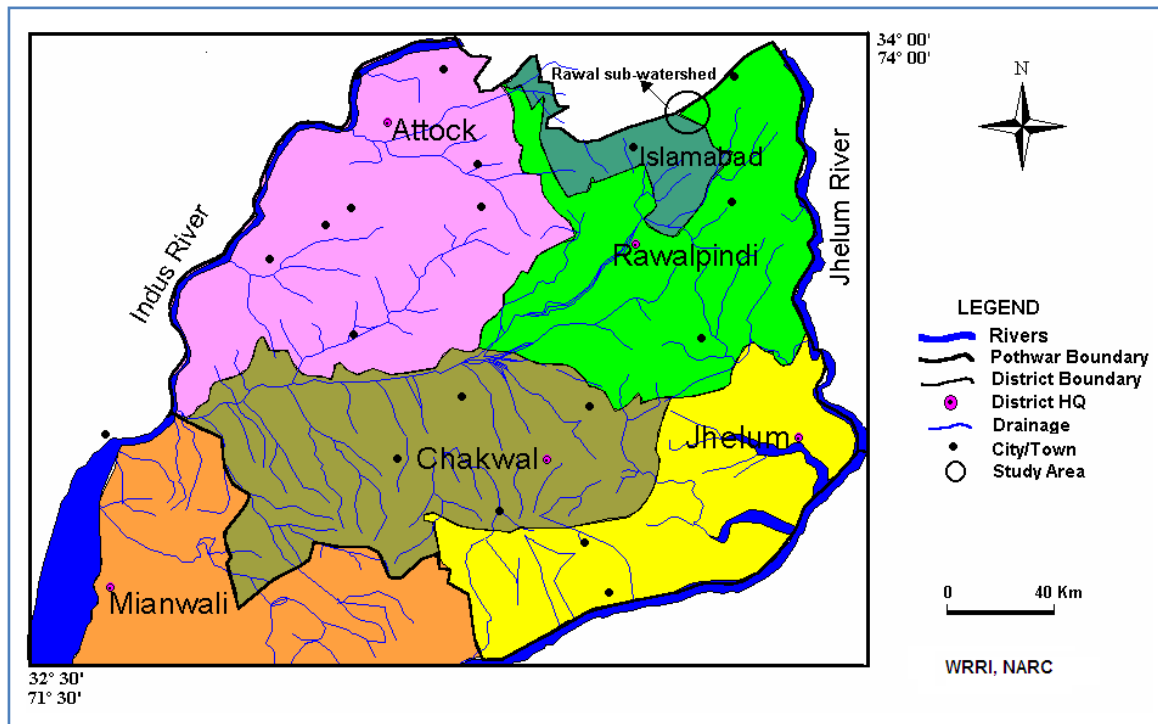 34° 00'
74° 00'
Rawal sub-watershed
N
Attock
Islamabad
Indus River
Jhelum River
Rawalpindi
LEGEND
Rivers
Pothwar Boundary
District Boundary
District HQ
Drainage
City/Town
Study Area
Chakwal
Jhelum
Mianwali
0 40 Km
WRRI, NARC
32° 30'
71° 30'